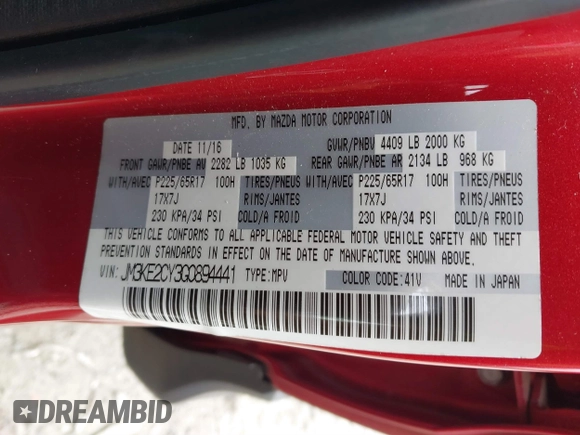 MFD. BY MAZDA MOTOR CORPORATION
DATE 11/16 GVWR/PNBV 4409 LB 2000 KG
FRONT GAWR/PNBE AV 2282 LB 1035 KG REAR GAWR/PNBE AR 2134 LB 968 KG
WITH/AVEC P225/65R17 100H TIRES/PNEUS WITH/AVEC P225/65R17 100H TIRES/PNEUS
17X7J RIMS/JANTES 17X7J RIMS/JANTES
230 KPA/34 PSI COLD/A FROID 230 KPA/34 PSI COLD/A FROID
THIS VEHICLE CONFORMS TO ALL APPLICABLE FEDERAL MOTOR VEHICLE SAFETY AND THEFT
PREVENTION STANDARDS IN EFFECT ON THE DATE OF MANUFACTURE SHOWN ABOVE.
VIN: JM3KE2CY3G0894441 TYPE:MPV COLOR CODE:41V MADE IN JAPAN
DREAMBID